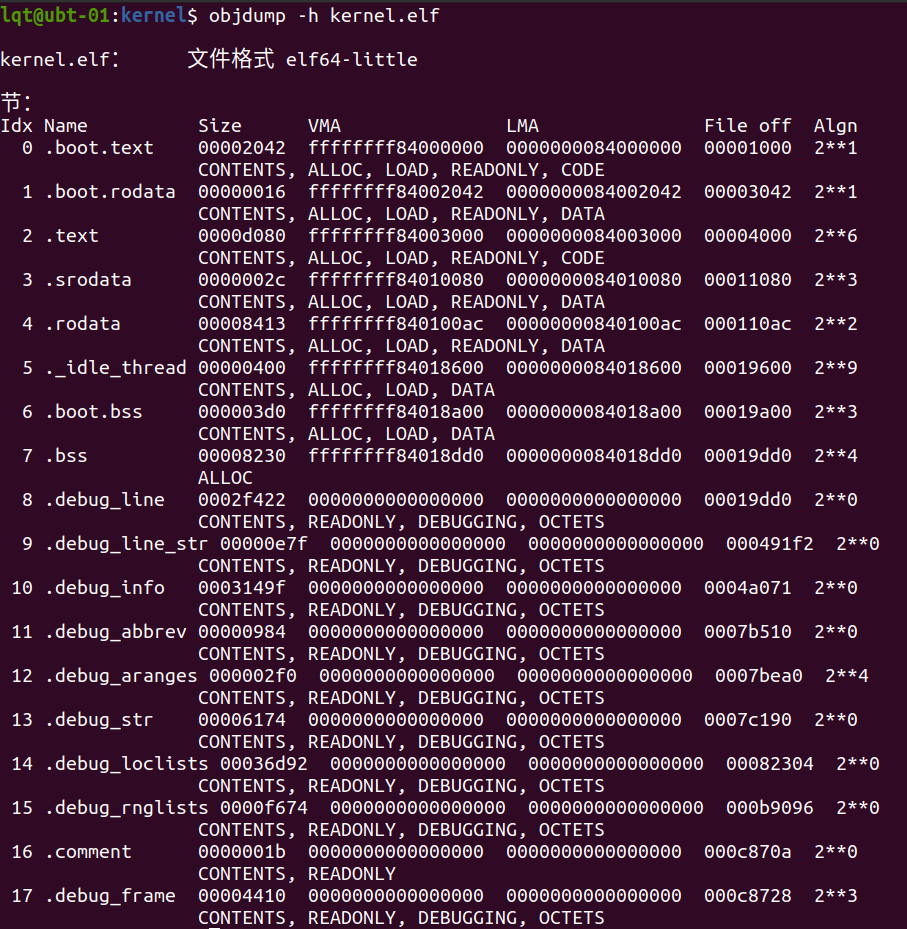 lqt@ubt-01:kernel$ objdump -h kernel.elf
kernel.elf：     文件格式 elf64-little
节：
Idx Name          Size      VMA               LMA               File off  Algn
  0 .boot.text    00002042  ffffffff84000000  0000000084000000  00001000  2**1
                  CONTENTS, ALLOC, LOAD, READONLY, CODE
  1 .boot.rodata  00000016  ffffffff84002042  0000000084002042  00003042  2**1
                  CONTENTS, ALLOC, LOAD, READONLY, DATA
  2 .text         0000d080  ffffffff84003000  0000000084003000  00004000  2**6
                  CONTENTS, ALLOC, LOAD, READONLY, CODE
  3 .srodata      0000002c  ffffffff84010080  0000000084010080  00011080  2**3
                  CONTENTS, ALLOC, LOAD, READONLY, DATA
  4 .rodata       00008413  ffffffff840100ac  00000000840100ac  000110ac  2**2
                  CONTENTS, ALLOC, LOAD, READONLY, DATA
  5 ._idle_thread 00000400  ffffffff84018600  0000000084018600  00019600  2**9
                  CONTENTS, ALLOC, LOAD, DATA
  6 .boot.bss     000003d0  ffffffff84018a00  0000000084018a00  00019a00  2**3
                  CONTENTS, ALLOC, LOAD, DATA
  7 .bss          00008230  ffffffff84018dd0  0000000084018dd0  00019dd0  2**4
                  ALLOC
  8 .debug_line   0002f422  0000000000000000  0000000000000000  00019dd0  2**0
                  CONTENTS, READONLY, DEBUGGING, OCTETS
  9 .debug_line_str 00000e7f  0000000000000000  0000000000000000  000491f2  2**0
                  CONTENTS, READONLY, DEBUGGING, OCTETS
 10 .debug_info   0003149f  0000000000000000  0000000000000000  0004a071  2**0
                  CONTENTS, READONLY, DEBUGGING, OCTETS
 11 .debug_abbrev 00000984  0000000000000000  0000000000000000  0007b510  2**0
                  CONTENTS, READONLY, DEBUGGING, OCTETS
 12 .debug_aranges 000002f0  0000000000000000  0000000000000000  0007bea0  2**4
                  CONTENTS, READONLY, DEBUGGING, OCTETS
 13 .debug_str    00006174  0000000000000000  0000000000000000  0007c190  2**0
                  CONTENTS, READONLY, DEBUGGING, OCTETS
 14 .debug_loclists 00036d92  0000000000000000  0000000000000000  00082304  2**0
                  CONTENTS, READONLY, DEBUGGING, OCTETS
 15 .debug_rnglists 0000f674  0000000000000000  0000000000000000  000b9096  2**0
                  CONTENTS, READONLY, DEBUGGING, OCTETS
 16 .comment      0000001b  0000000000000000  0000000000000000  000c870a  2**0
                  CONTENTS, READONLY
 17 .debug_frame  00004410  0000000000000000  0000000000000000  000c8728  2**3
                  CONTENTS, READONLY, DEBUGGING, OCTETS